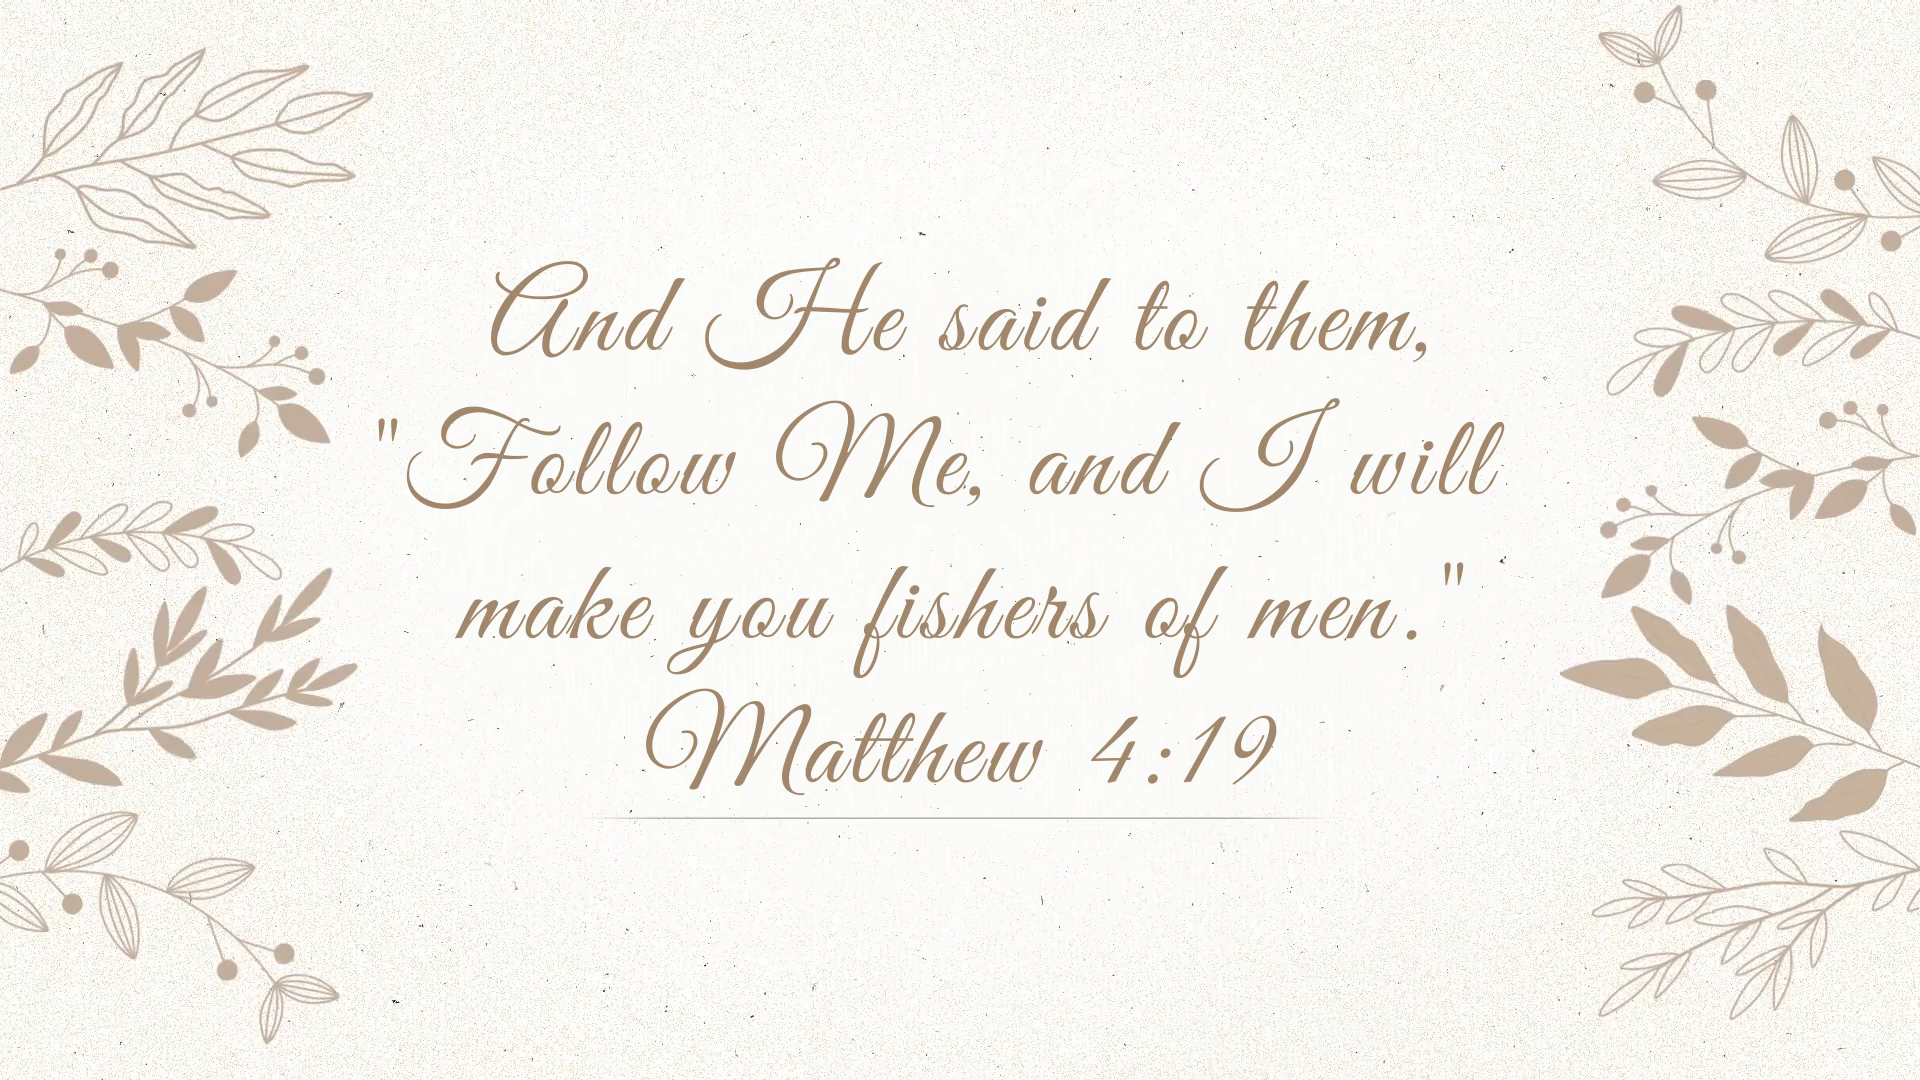 And He said to them,
"Follow Me, and I will
make you fishers of men."
Matthew 4:19